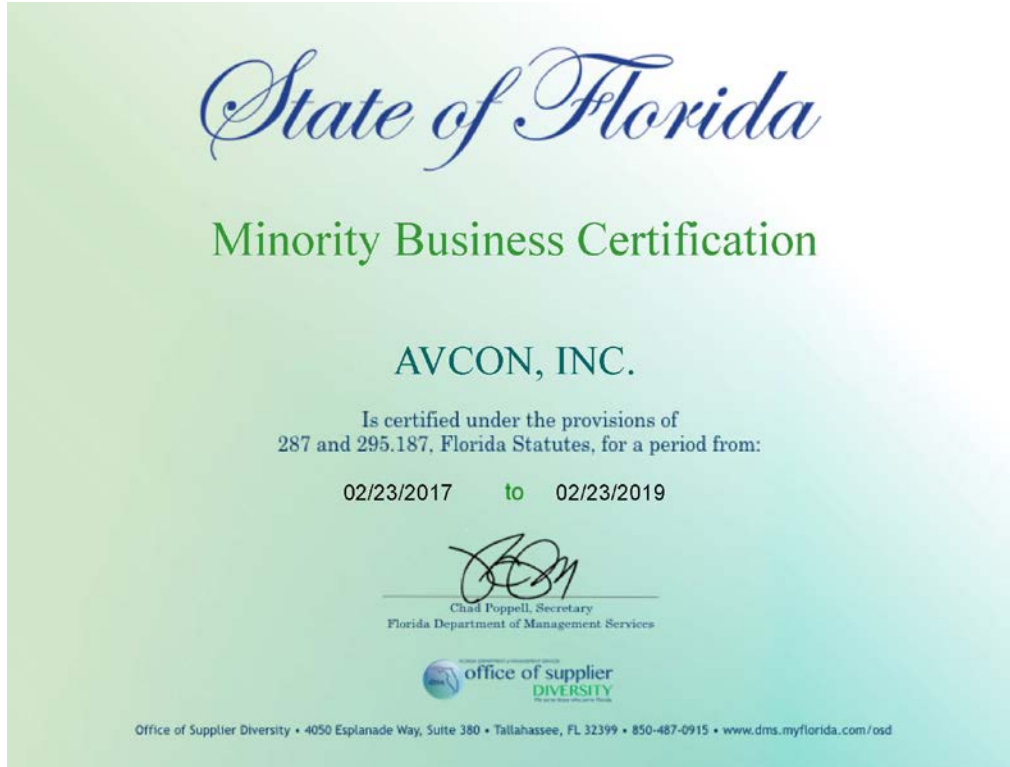 State of Florida
Minority Business Certification
AVCON, INC.
Is certified under the provisions of
287 and 295.187, Florida Statutes, for a period from:
02/23/2017 to 02/23/2019
Chad Poppell, Secretary
Florida Department of Management Services
office of supplier
DIVERSITY
Office of Supplier Diversity • 4050 Esplanade Way, Suite 380 • Tallahassee, FL 32399 • 850-487-0915 • www.dms.myflorida.com/osd